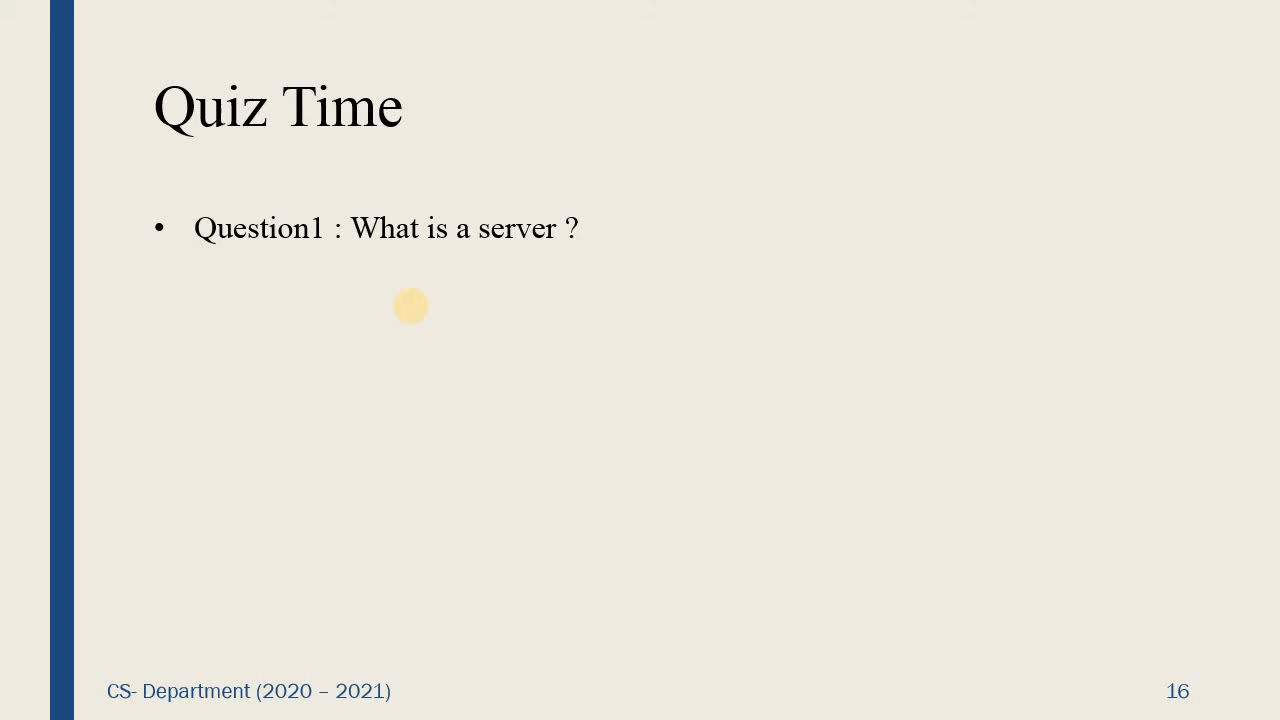 Quiz Time
• Question1 : What is a server ?
CS- Department (2020 – 2021)
16